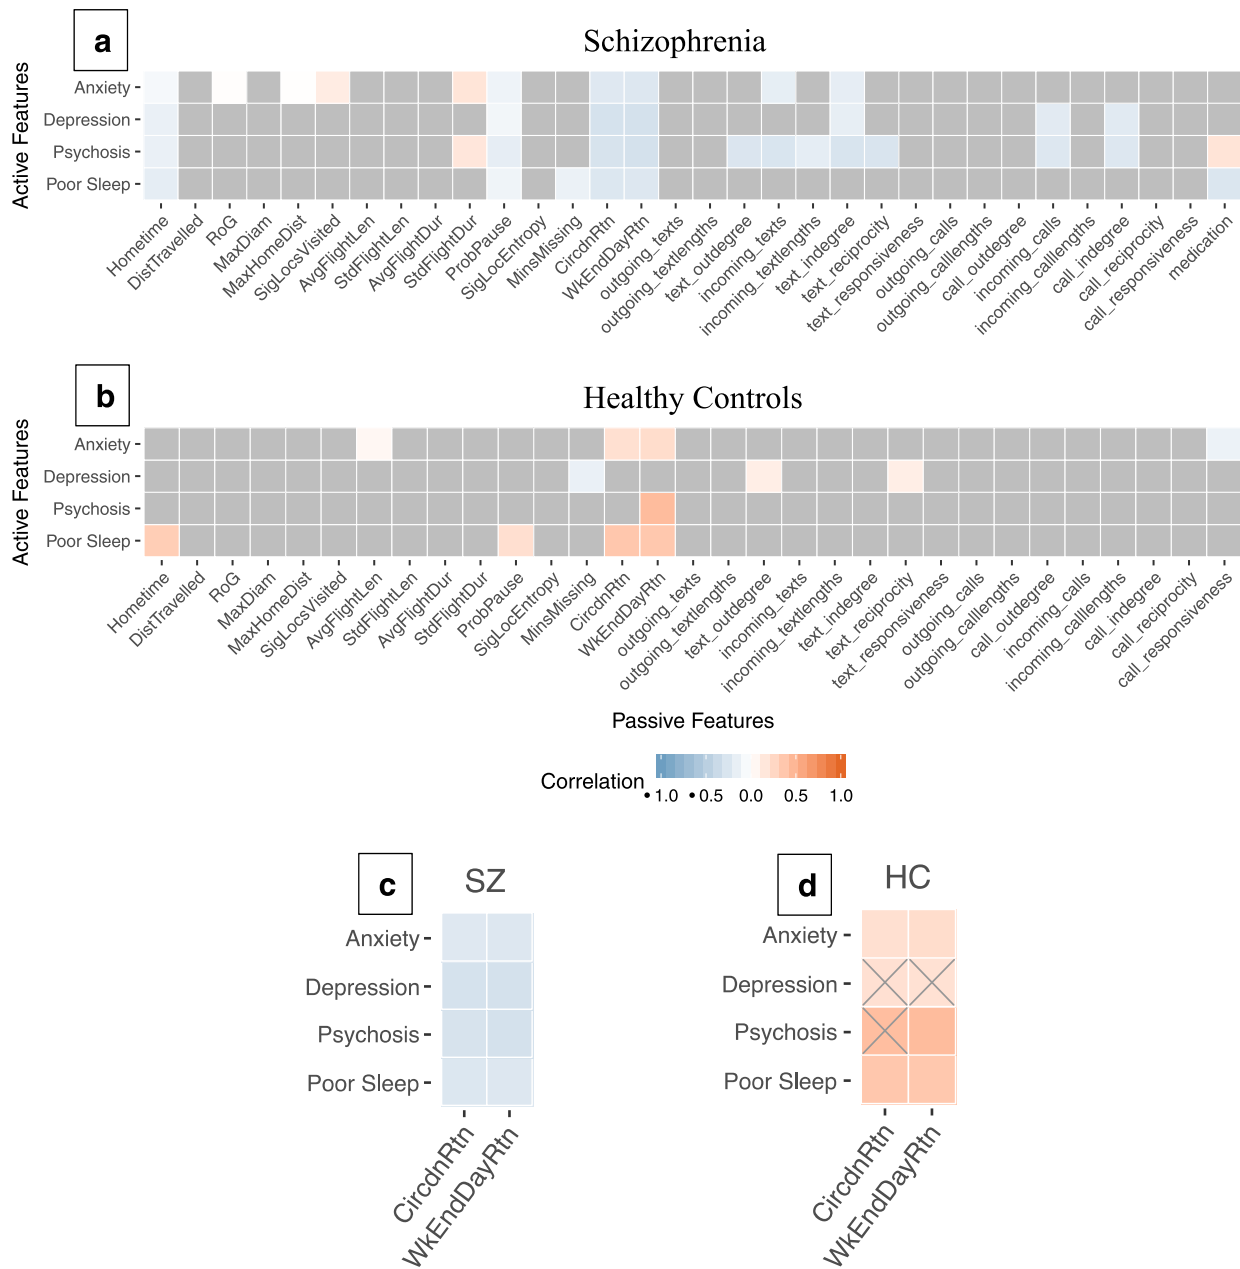 a
Schizophrenia
Active Features
Anxiety
Depression
Psychosis
Poor Sleep
Hometime
DistTravelled
RoG
MaxDiam
MaxHomeDist
SigLocsVisited
AvgFlightLen
StdFlightLen
AvgFlightDur
StdFlightDur
ProbPause
SigLocEntropy
MinsMissing
CircdnRtn
WkEndDayRtn
outgoing_texts
outgoing_textlengths
text_outdegree
incoming_texts
incoming_textlengths
text_indegree
text_reciprocity
text_responsiveness
outgoing_calls
outgoing_calllengths
call_outdegree
incoming_calls
incoming_calllengths
call_indegree
call_reciprocity
call_responsiveness
medication
b
Healthy Controls
Active Features
Anxiety
Depression
Psychosis
Poor Sleep
Hometime
DistTravelled
RoG
MaxDiam
MaxHomeDist
SigLocsVisited
AvgFlightLen
StdFlightLen
AvgFlightDur
StdFlightDur
ProbPause
SigLocEntropy
MinsMissing
CircdnRtn
WkEndDayRtn
outgoing_texts
outgoing_textlengths
text_outdegree
incoming_texts
incoming_textlengths
text_indegree
text_reciprocity
text_responsiveness
outgoing_calls
outgoing_calllengths
call_outdegree
incoming_calls
incoming_calllengths
call_indegree
call_reciprocity
call_responsiveness
Passive Features
Correlation
• 1.0 • 0.5 0.0 0.5 1.0
c
SZ
Anxiety
Depression
Psychosis
Poor Sleep
CircdnRtn
WkEndDayRtn
d
HC
Anxiety
Depression
Psychosis
Poor Sleep
CircdnRtn
WkEndDayRtn